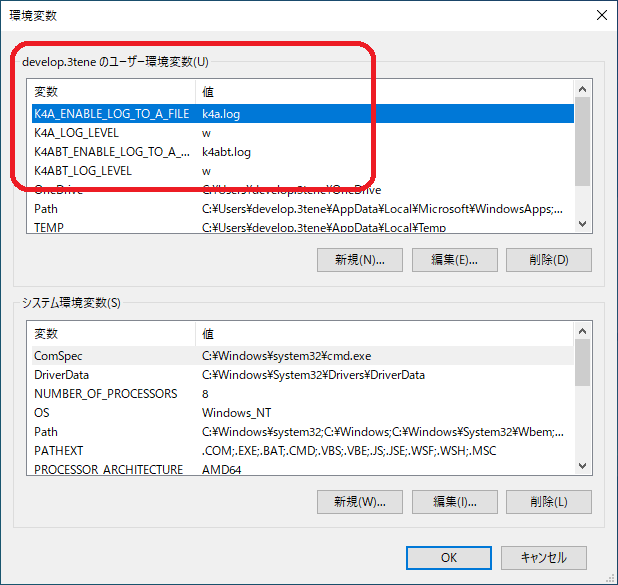 環境変数
develop.3tene のユーザー環境変数(U)
変数 値
K4A_ENABLE_LOG_TO_A_FILE k4a.log
K4A_LOG_LEVEL w
K4ABT_ENABLE_LOG_TO_A_... k4abt.log
K4ABT_LOG_LEVEL w
OneDrive C:¥Users¥develop.3tene¥OneDrive
Path C:¥Users¥develop.3tene¥AppData¥Local¥Microsoft¥WindowsApps;...
TEMP C:¥Users¥develop.3tene¥AppData¥Local¥Temp
新規(N)... 編集(E)... 削除(D)
システム環境変数(S)
変数 値
ComSpec C:¥Windows¥system32¥cmd.exe
DriverData C:¥Windows¥System32¥Drivers¥DriverData
NUMBER_OF_PROCESSORS 8
OS Windows_NT
Path C:¥Windows¥system32;C:¥Windows;C:¥Windows¥System32¥Wbem;...
PATHEXT .COM;.EXE;.BAT;.CMD;.VBS;.VBE;.JS;.JSE;.WSF;.WSH;.MSC
PROCESSOR_ARCHITECTURE AMD64
新規(W)... 編集(I)... 削除(L)
OK キャンセル